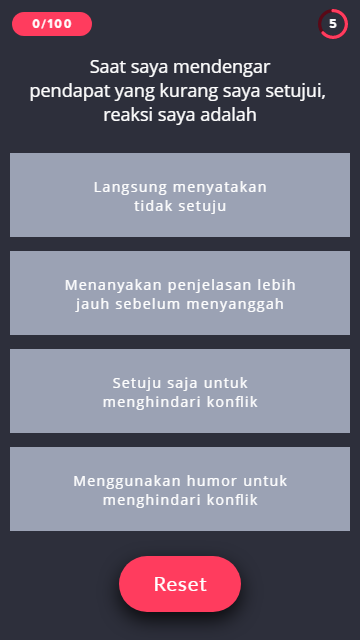 0/100
5
Saat saya mendengar
pendapat yang kurang saya setujui,
reaksi saya adalah
Langsung menyatakan
tidak setuju
Menanyakan penjelasan lebih
jauh sebelum menyanggah
Setuju saja untuk
menghindari konflik
Menggunakan humor untuk
menghindari konflik
Reset